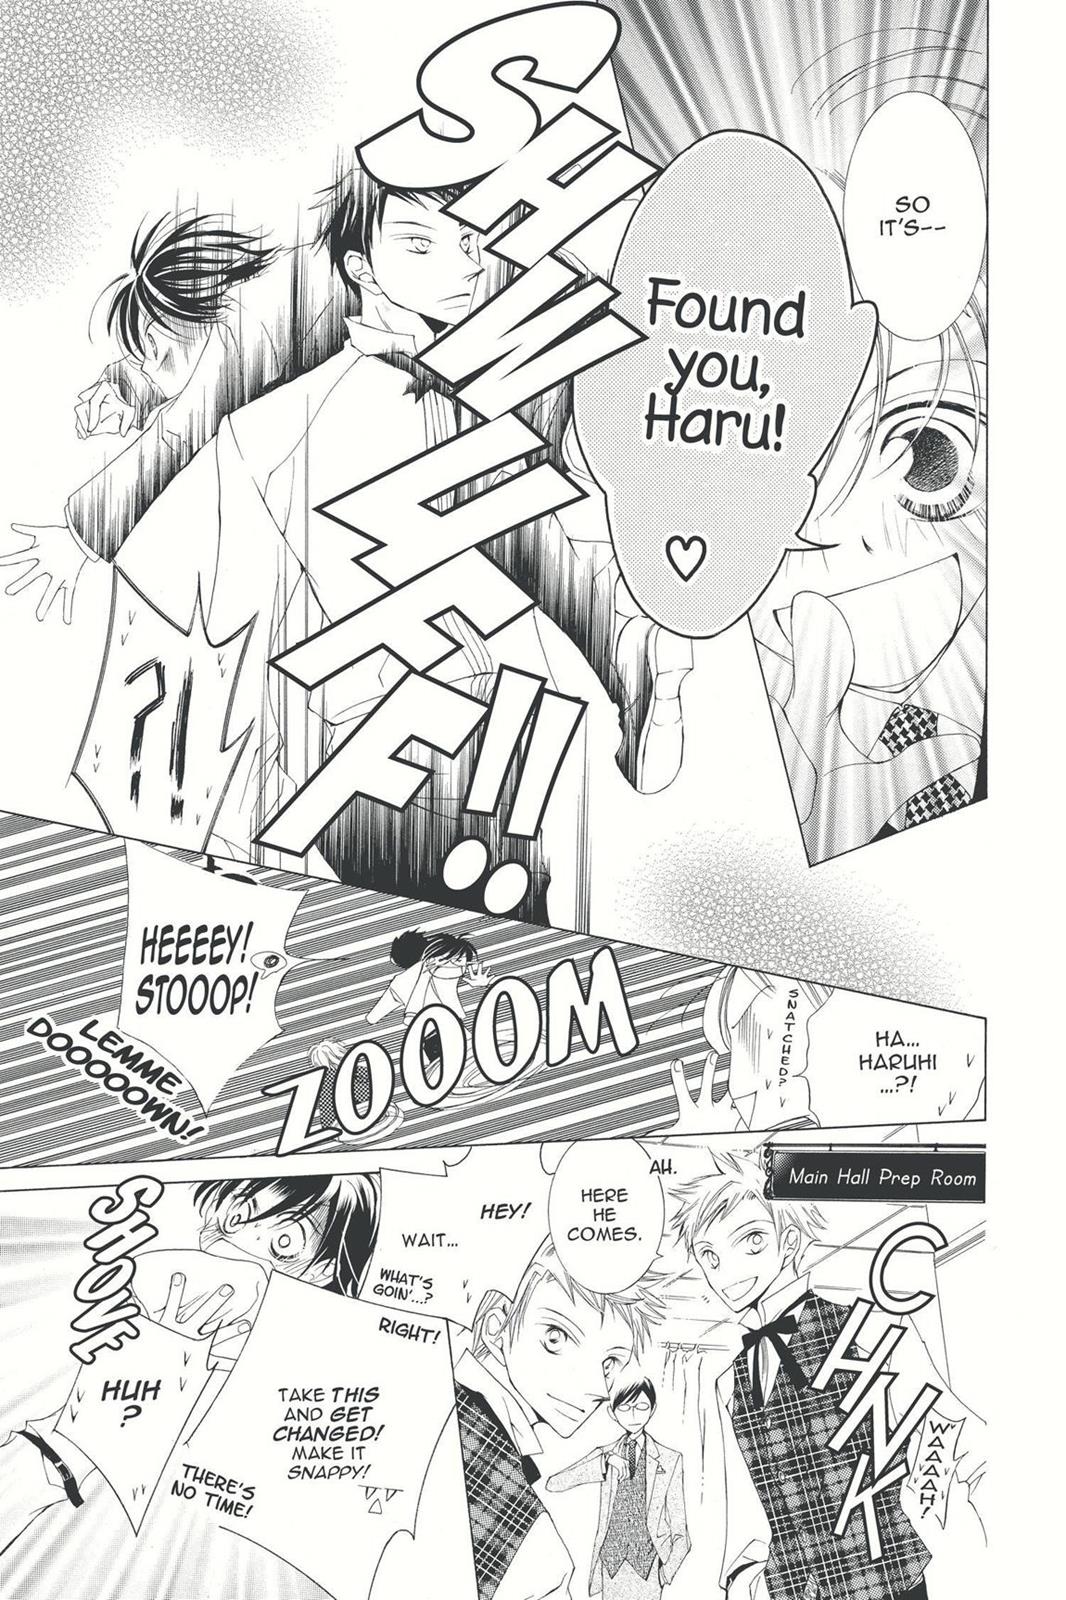 SO
IT'S--
Found
you,
Haru!
♡
SHWUFF!!
?!
HA...
HARUHI
...?!
SNATCHED?
ZOOOM
HEEEEY!
STOOOP!
LEMME
DOOOOOWN!
Main Hall Prep Room
CHNK
WAAAAH!
AH.
HERE
HE
COMES.
HEY!
WAIT...
WHAT'S
GOIN'...?
RIGHT!
TAKE THIS
AND GET
CHANGED!
MAKE IT
SNAPPY!
THERE'S
NO TIME!
SHOVE
HUH
?